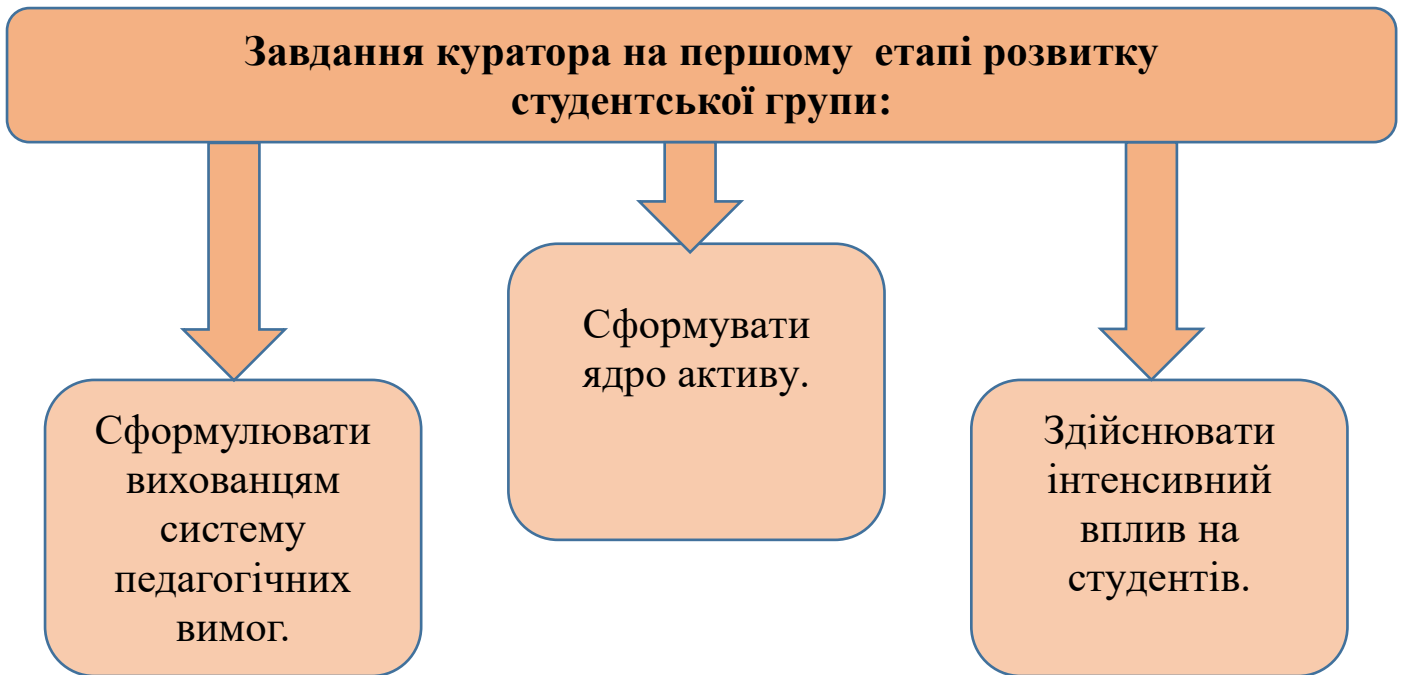 Завдання куратора на першому етапі розвитку
студентської групи:
Сформулювати
вихованцям
систему
педагогічних
вимог.
Сформувати
ядро активу.
Здійснювати
інтенсивний
вплив на
студентів.